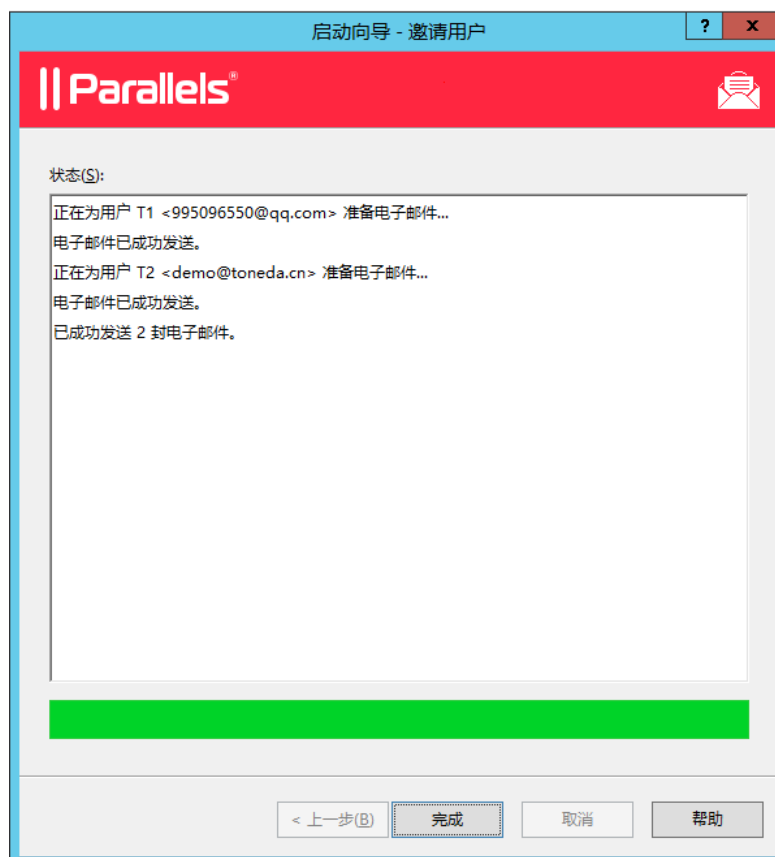 启动向导 - 邀请用户
? x
Parallels®
状态(S):
正在为用户 T1 <995096550@qq.com> 准备电子邮件...
电子邮件已成功发送。
正在为用户 T2 <demo@toneda.cn> 准备电子邮件...
电子邮件已成功发送。
已成功发送 2 封电子邮件。
< 上一步(B) 完成 取消 帮助